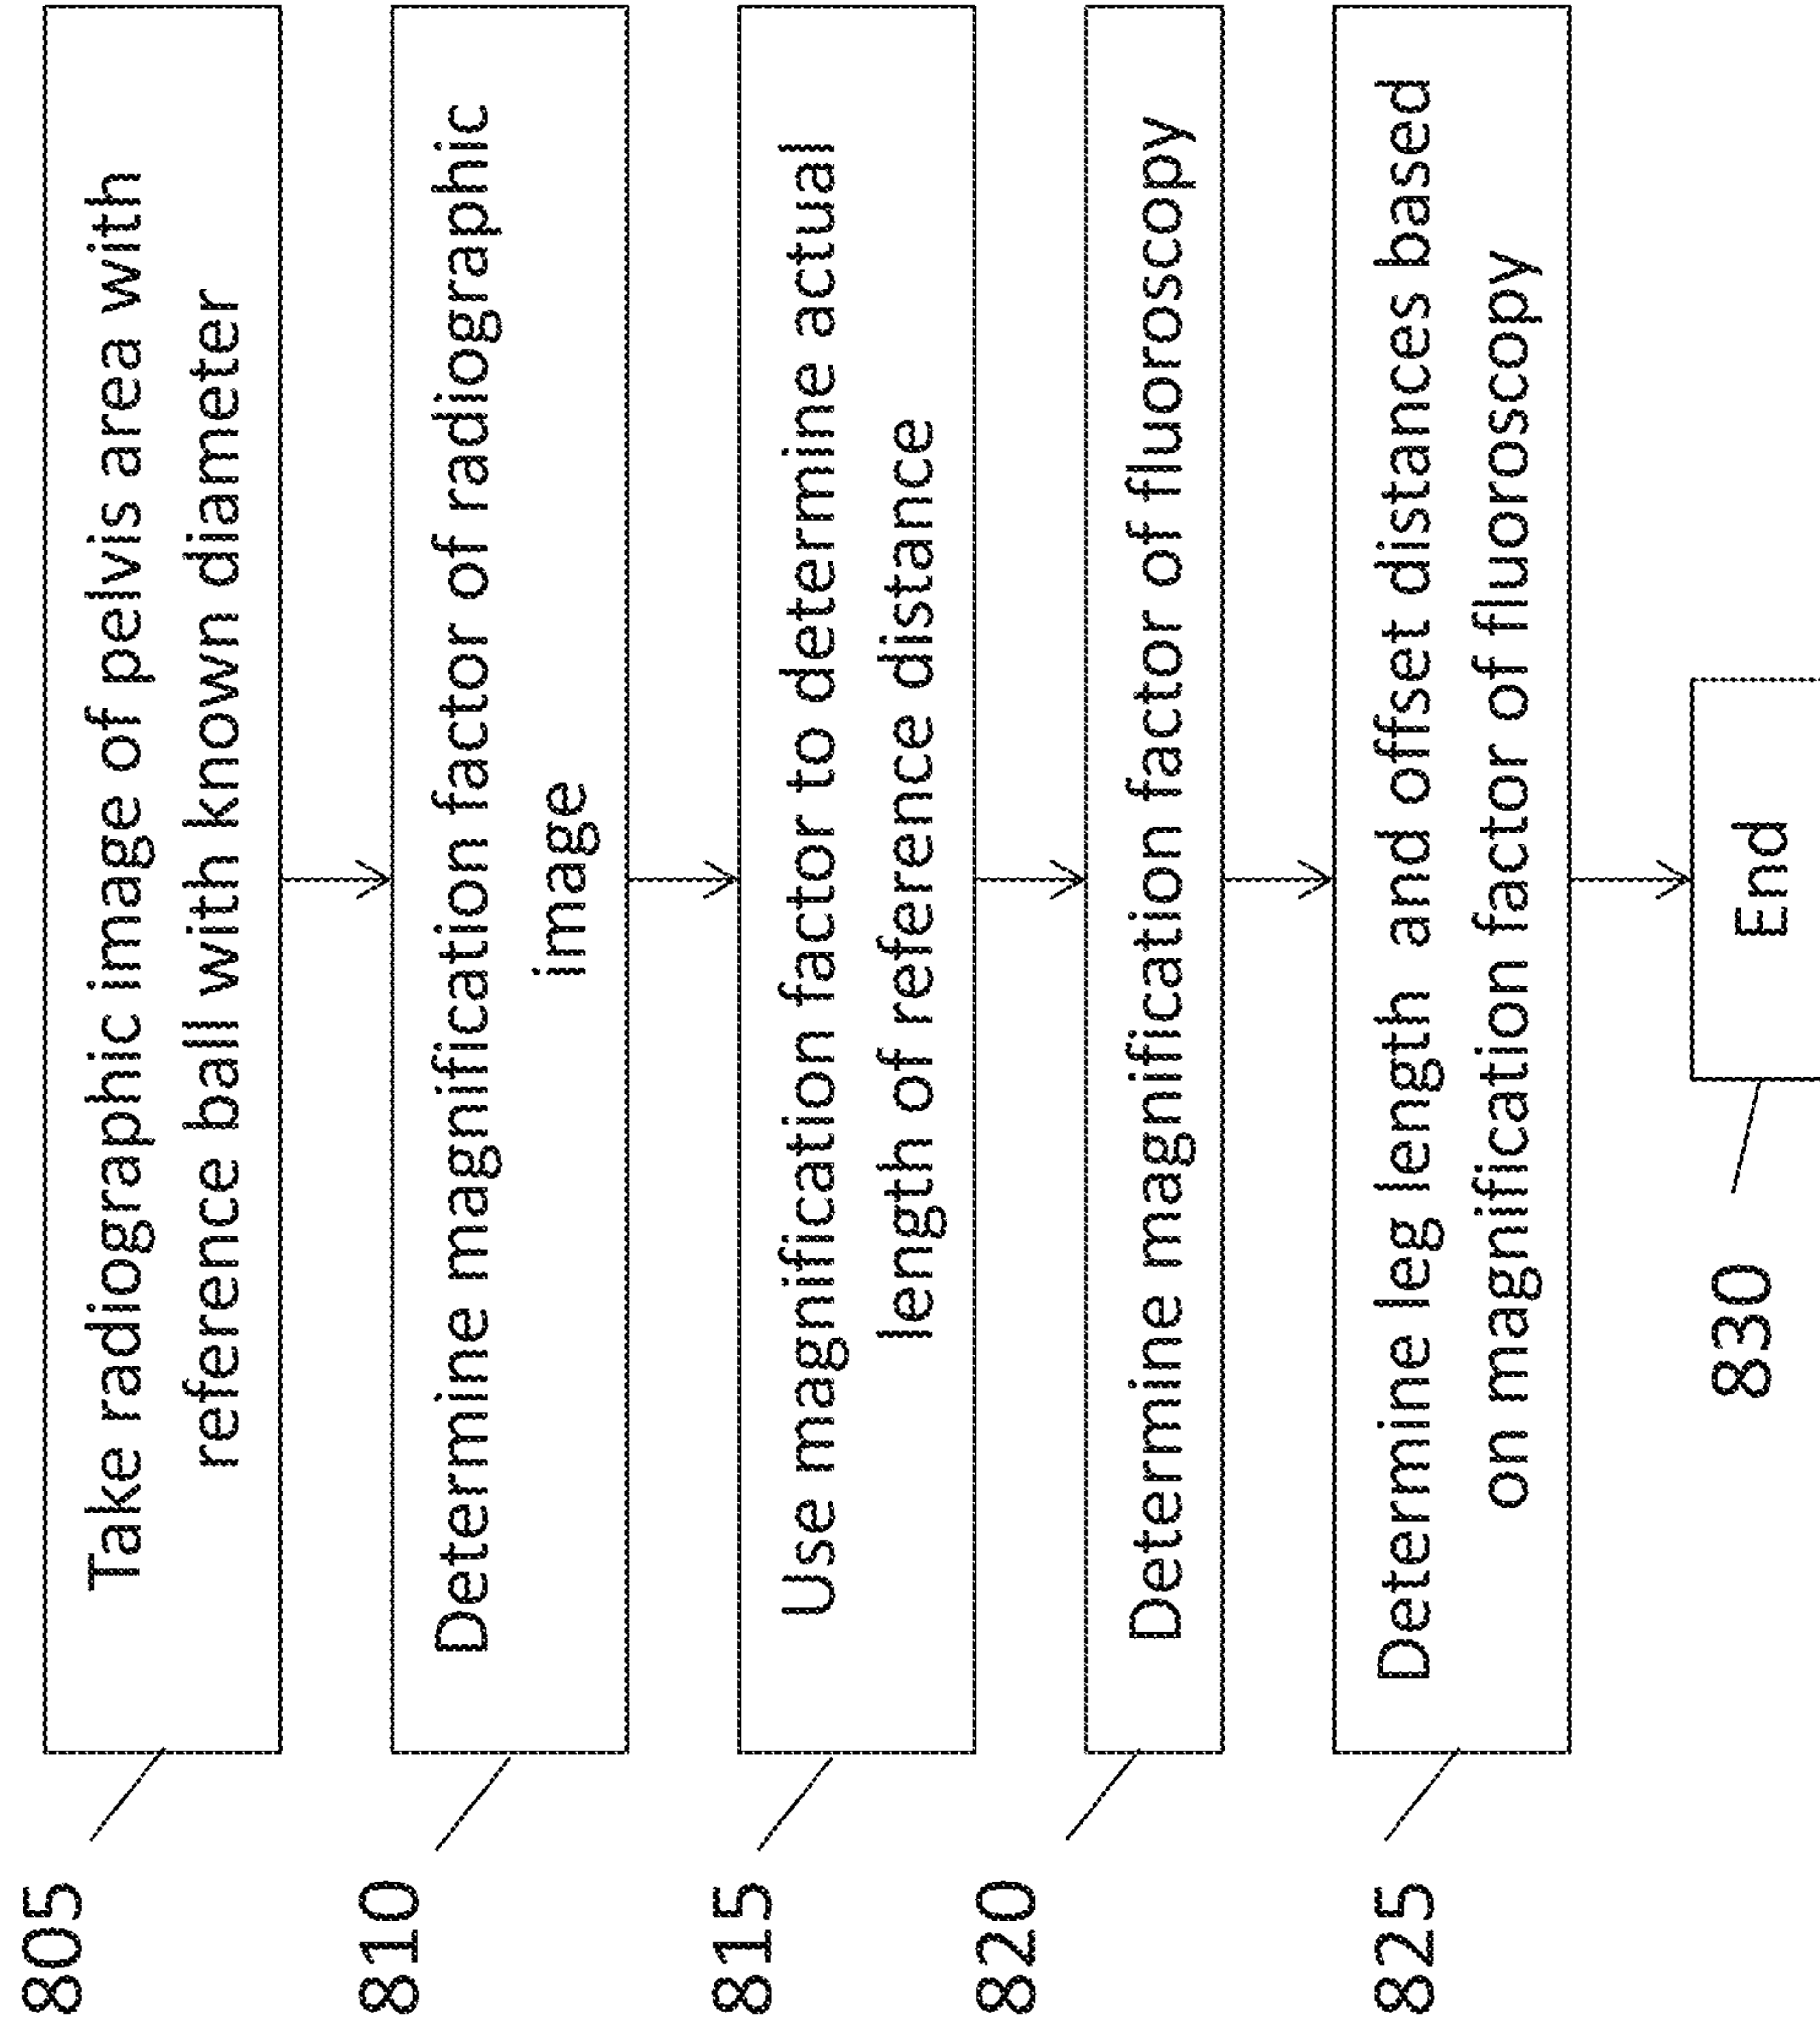 805
Take radiographic image of pelvis area with
reference ball with known diameter
810
Determine magnification factor of radiographic
image
815
Use magnification factor to determine actual
length of reference distance
820
Determine magnification factor of fluoroscopy
825
Determine leg length and offset distances based
on magnification factor of fluoroscopy
830
End